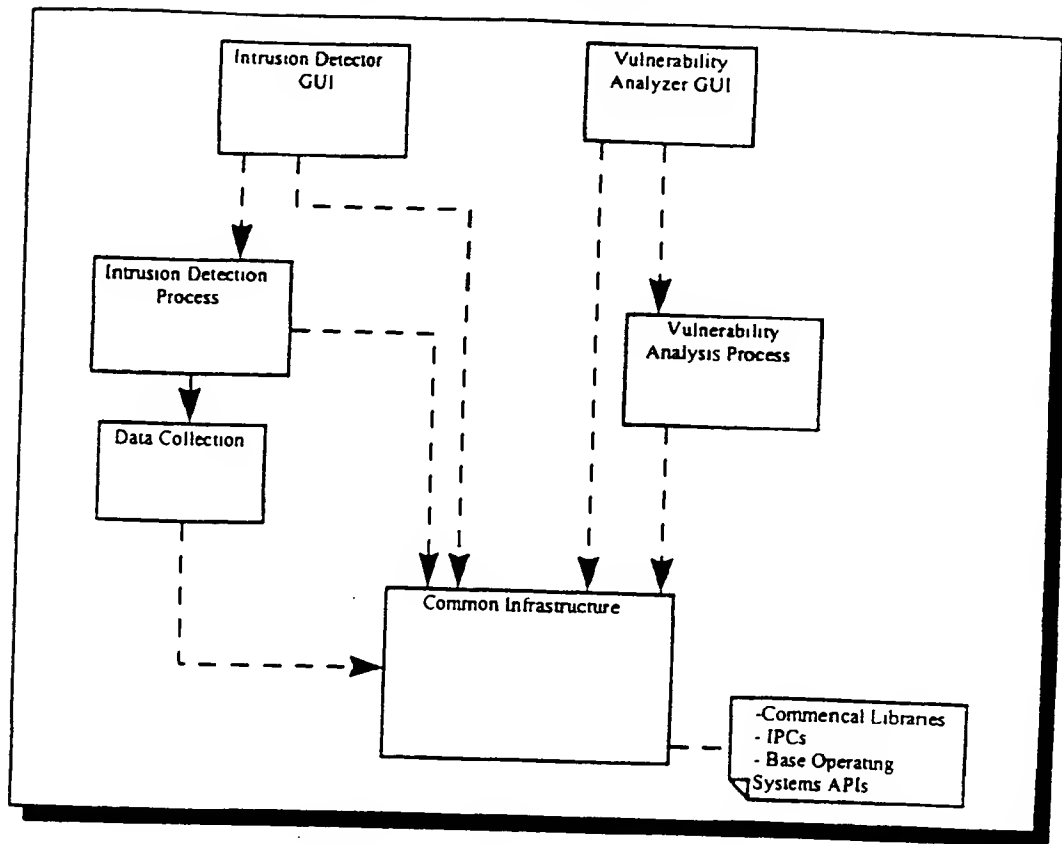 Intrusion Detector
GUI
Vulnerability
Analyzer GUI
Intrusion Detection
Process
Vulnerability
Analysis Process
Data Collection
Common Infrastructure
-Commencal Libraries
- IPCs
- Base Operating
Systems APIs